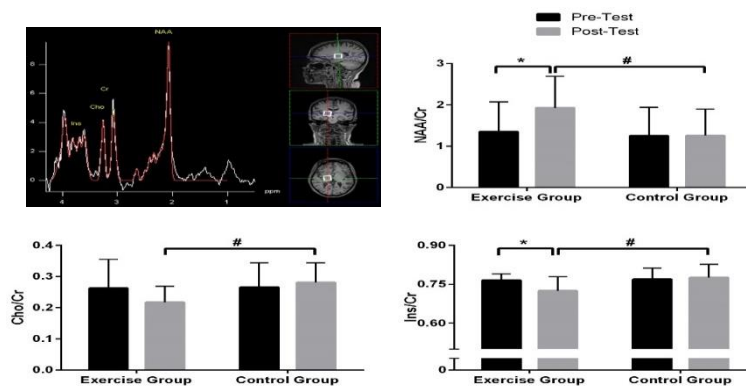 NAA
Cr
Cho
Ins
8
6
4
2
0
4
3
2
1
ppm
Pre-Test
Post-Test
NAA/Cr
3
2
1
0
*
#
Exercise Group
Control Group
Cho/Cr
0.4
0.3
0.2
0.1
0.0
#
Exercise Group
Control Group
Ins/Cr
0.90
0.75
0.60
0
*
#
Exercise Group
Control Group